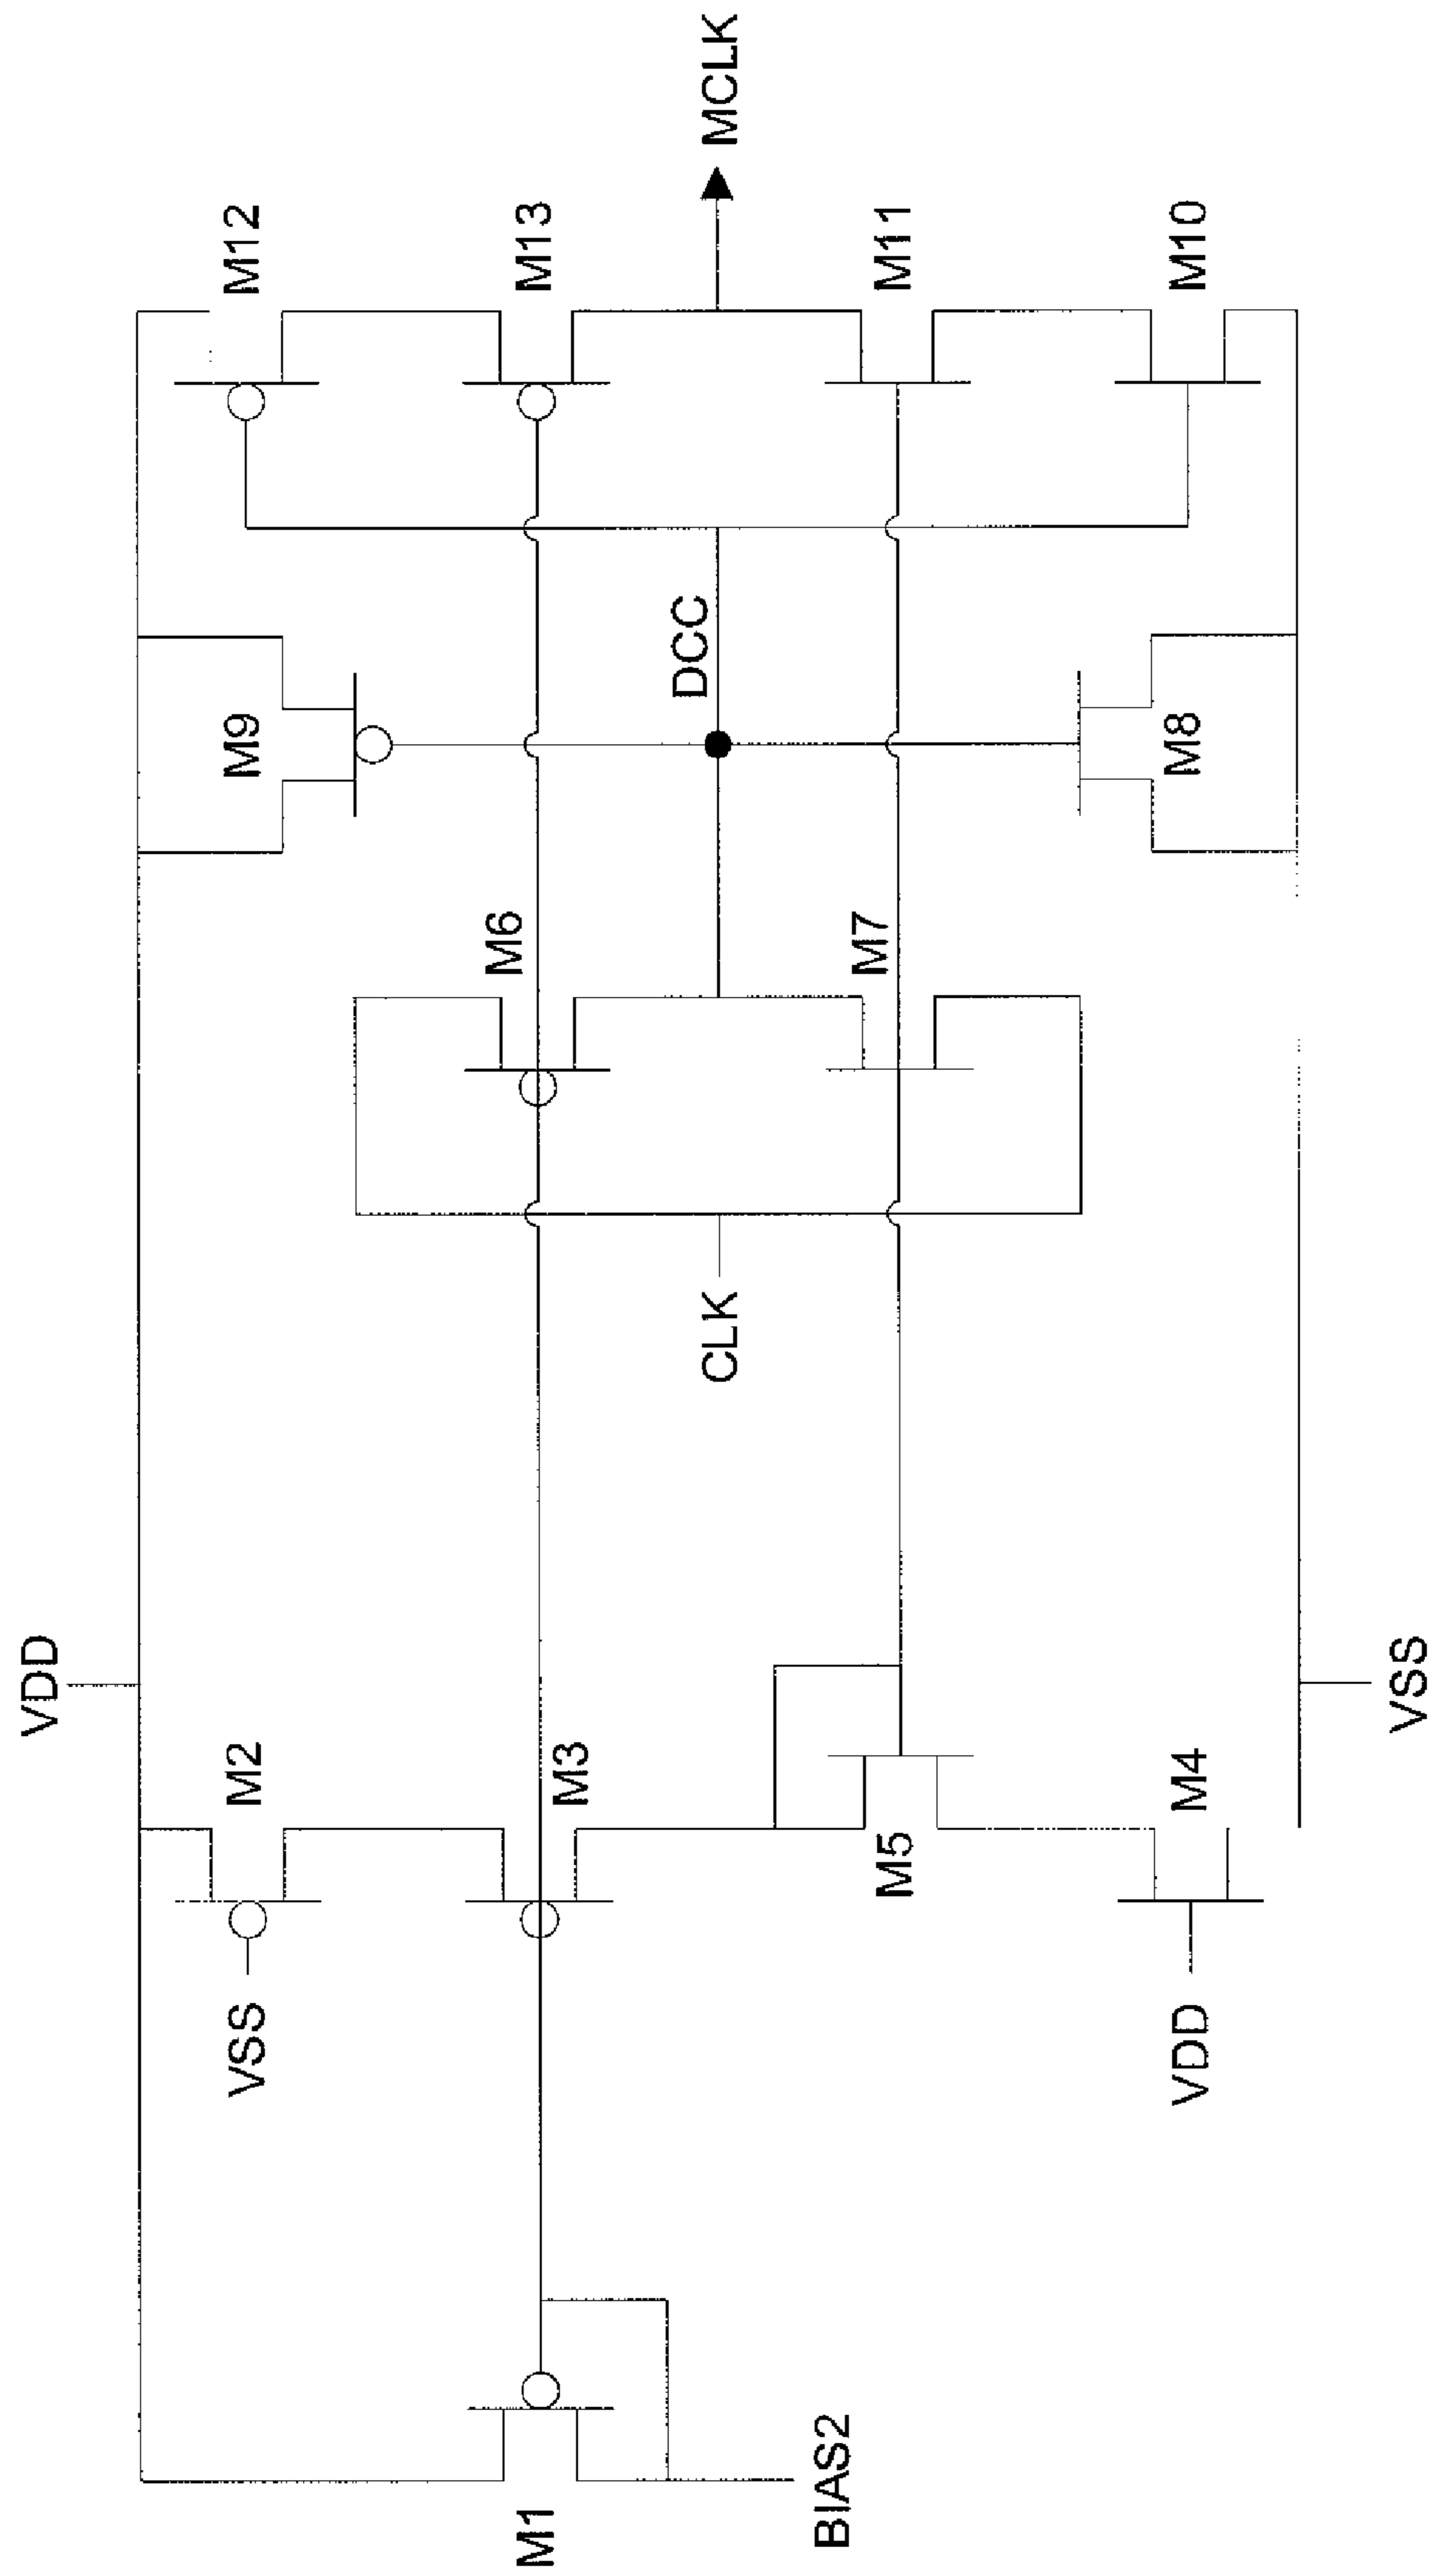 VDD
M2
VSS
M3
M1
BIAS2
M5
M4
VDD
VSS
CLK
M6
M7
M9
DCC
M8
M12
M13
MCLK
M11
M10